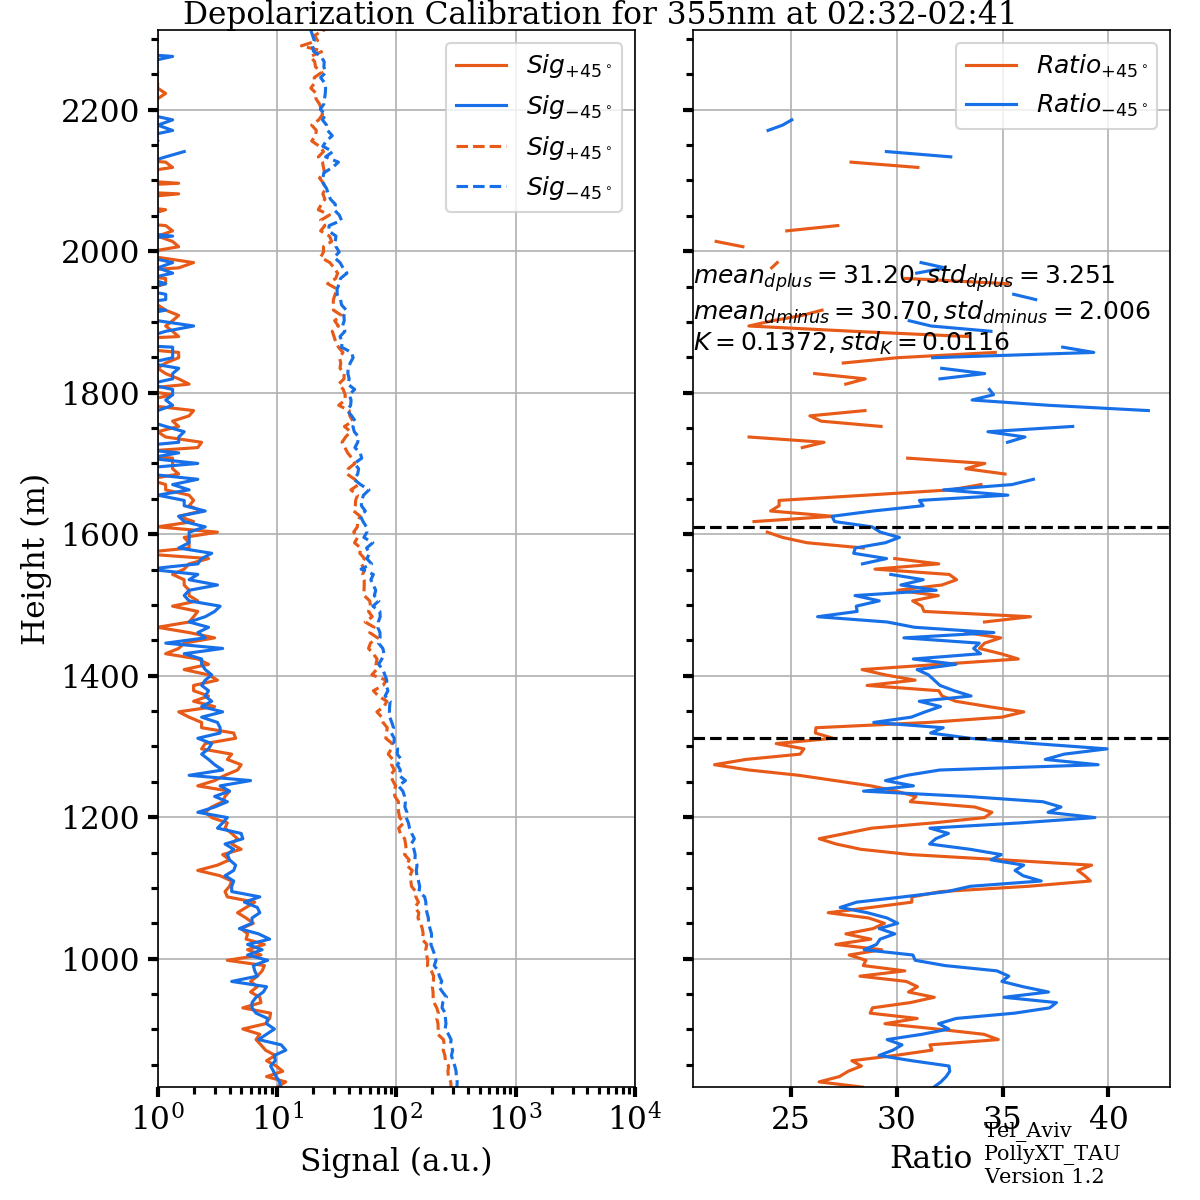 Depolarization Calibration for 355nm at 02:32-02:41
Height (m)
2200
2000
1800
1600
1400
1200
1000
Sig+45°
Sig−45°
Sig+45°
Sig−45°
10^0 10^1 10^2 10^3 10^4
Signal (a.u.)
Ratio+45°
Ratio−45°
mean_dplus = 31.20, std_dplus = 3.251
mean_dminus = 30.70, std_dminus = 2.006
K = 0.1372, std_K = 0.0116
25 30 35 40
Ratio
Tel_Aviv
PollyXT_TAU
Version 1.2